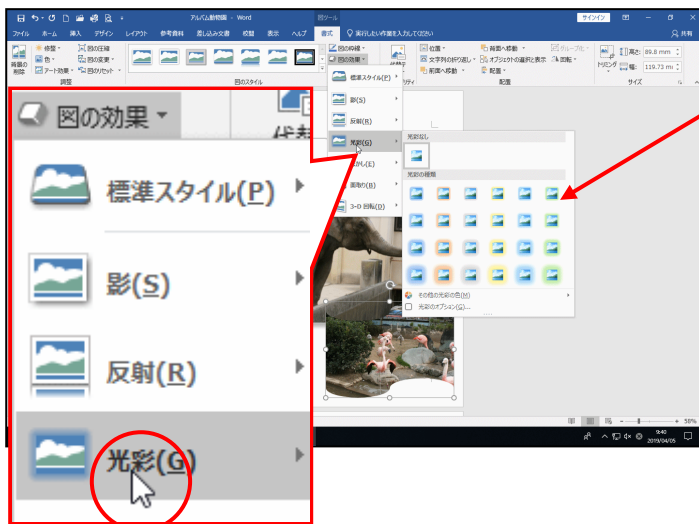 アルバム動物園 - Word
図ツール
サインイン
ファイル ホーム 挿入 デザイン レイアウト 参考資料 差し込み文書 校閲 表示 ヘルプ 書式 実行したい作業を入力してください 共有
背景の削除
修整
色
アート効果
図の圧縮
図の変更
図のリセット
調整
図のスタイル
図の枠線
図の効果
位置
文字列の折り返し
前面へ移動
背面へ移動
オブジェクトの選択と表示
配置
グループ化
回転
配置
トリミング
高さ: 89.8 mm
幅: 119.73 mm
サイズ
標準スタイル(P)
影(S)
反射(R)
光彩(G)
ぼかし(E)
面取り(B)
3-D 回転(D)
光彩なし
光彩の種類
その他の光彩の色(M)
光彩のオプション(G)...
図の効果
標準スタイル(P)
影(S)
反射(R)
光彩(G)
58%
9:40
2019/04/05